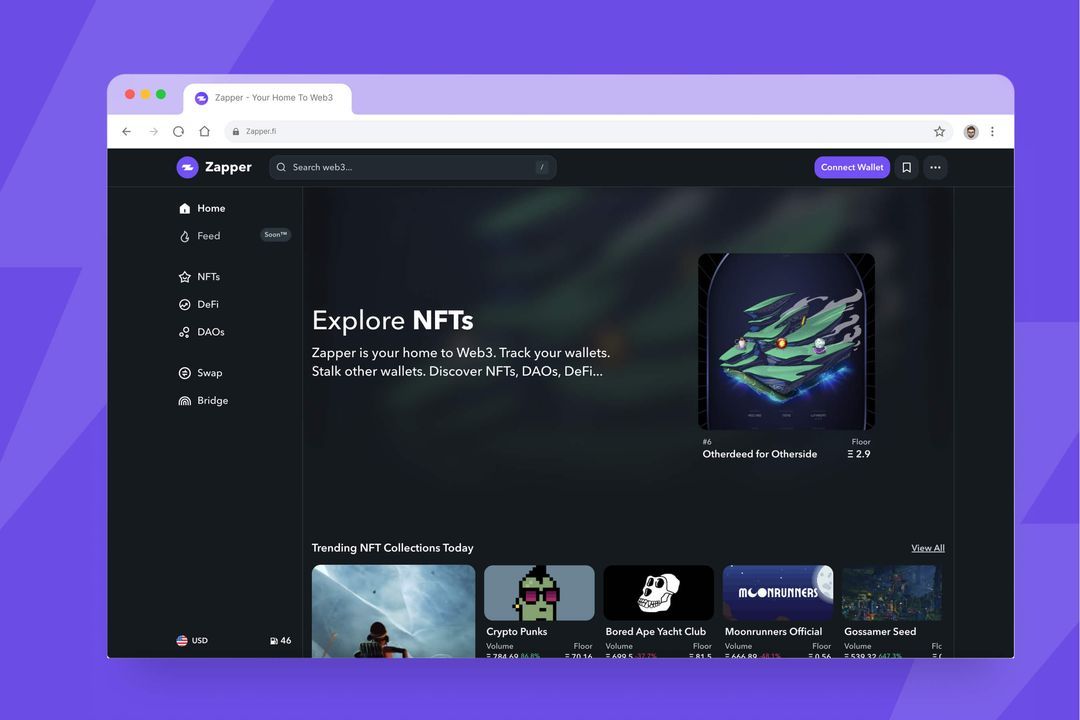 Zapper - Your Home To Web3
Zapper.fi
Zapper
Search web3...
/
Connect Wallet
Home
Feed
Soon™
NFTs
DeFi
DAOs
Swap
Bridge
Explore NFTs
Zapper is your home to Web3. Track your wallets.
Stalk other wallets. Discover NFTs, DAOs, DeFi...
#6 Floor
Otherdeed for Otherside Ξ 2.9
Trending NFT Collections Today
View All
MOONRUNNERS
Crypto Punks
Volume Floor
Ξ 784.69 86.8% Ξ 70.16
Bored Ape Yacht Club
Volume Floor
Ξ 699.5 -37.7% Ξ 81.5
Moonrunners Official
Volume Floor
Ξ 666.89 -48.1% Ξ 0.56
Gossamer Seed
Volume
Ξ 539.32 647.3%
USD
46